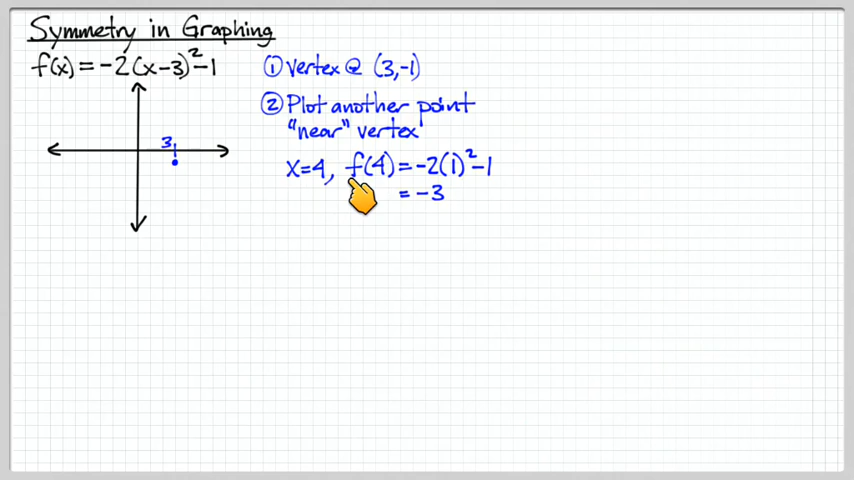 Symmetry in Graphing
f(x) = -2(x-3)²-1
① Vertex @ (3,-1)
② Plot another point
"near" vertex
3
x=4, f(4) = -2(1)²-1
= -3